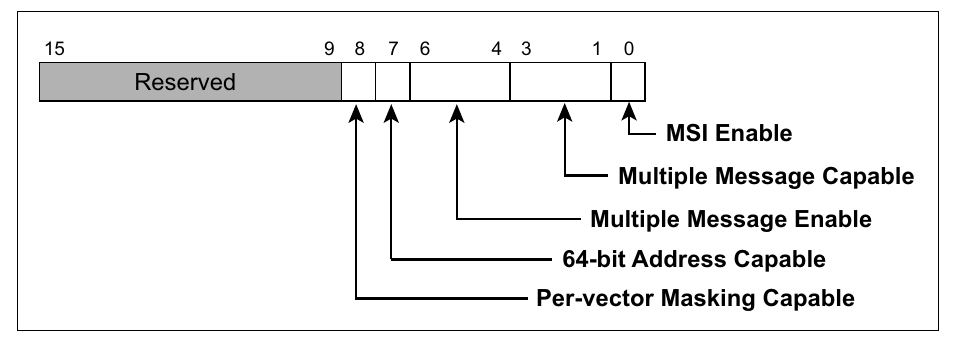 15 9 8 7 6 4 3 1 0
Reserved
MSI Enable
Multiple Message Capable
Multiple Message Enable
64-bit Address Capable
Per-vector Masking Capable